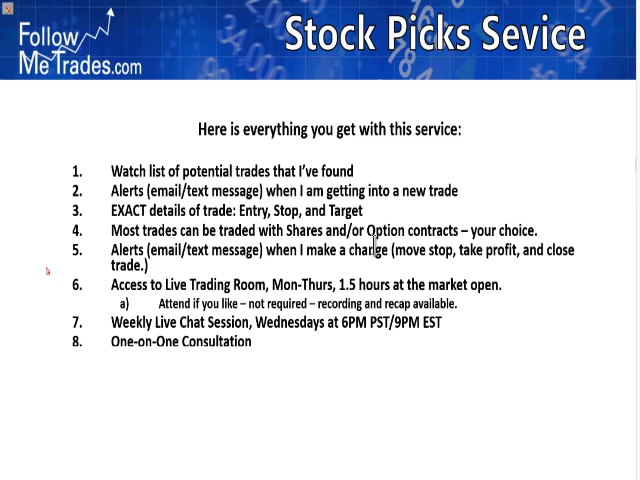 Follow
MeTrades.com
Stock Picks Sevice
Here is everything you get with this service:
1. Watch list of potential trades that I've found
2. Alerts (email/text message) when I am getting into a new trade
3. EXACT details of trade: Entry, Stop, and Target
4. Most trades can be traded with Shares and/or Option contracts – your choice.
5. Alerts (email/text message) when I make a change (move stop, take profit, and close
trade.)
6. Access to Live Trading Room, Mon-Thurs, 1.5 hours at the market open.
a) Attend if you like – not required – recording and recap available.
7. Weekly Live Chat Session, Wednesdays at 6PM PST/9PM EST
8. One-on-One Consultation